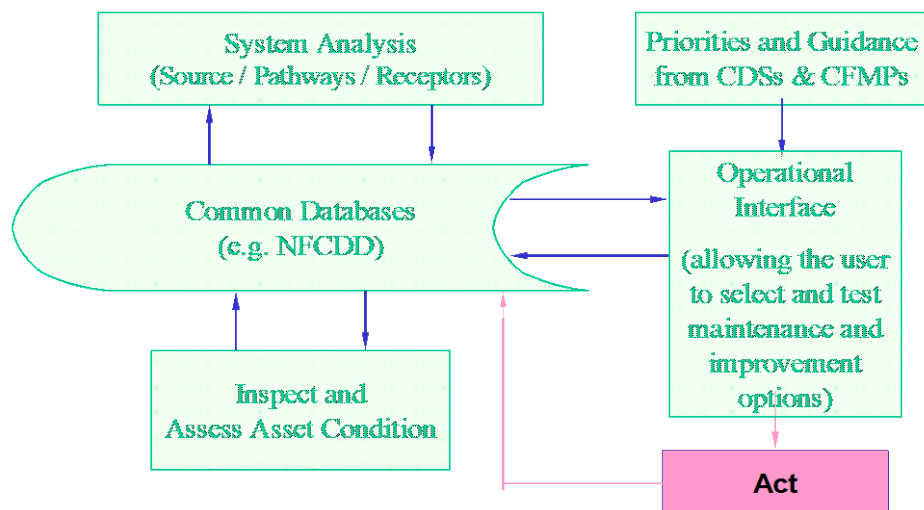 System Analysis
(Source / Pathways / Receptors)
Priorities and Guidance
from CDSs & CFMPs
Common Databases
(e.g. NFCDD)
Operational
Interface
(allowing the user
to select and test
maintenance and
improvement
options)
Inspect and
Assess Asset Condition
Act